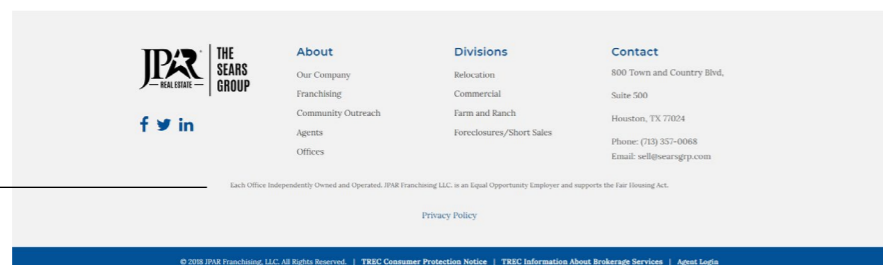 JPAR
— REAL ESTATE —
THE
SEARS
GROUP
About
Our Company
Franchising
Community Outreach
Agents
Offices
Divisions
Relocation
Commercial
Farm and Ranch
Foreclosures/Short Sales
Contact
800 Town and Country Blvd,
Suite 500
Houston, TX 77024
Phone: (713) 357-0068
Email: sell@searsgrp.com
Each Office Independently Owned and Operated. JPAR Franchising LLC. is an Equal Opportunity Employer and supports the Fair Housing Act.
Privacy Policy
© 2018 JPAR Franchising, LLC. All Rights Reserved. | TREC Consumer Protection Notice | TREC Information About Brokerage Services | Agent Login